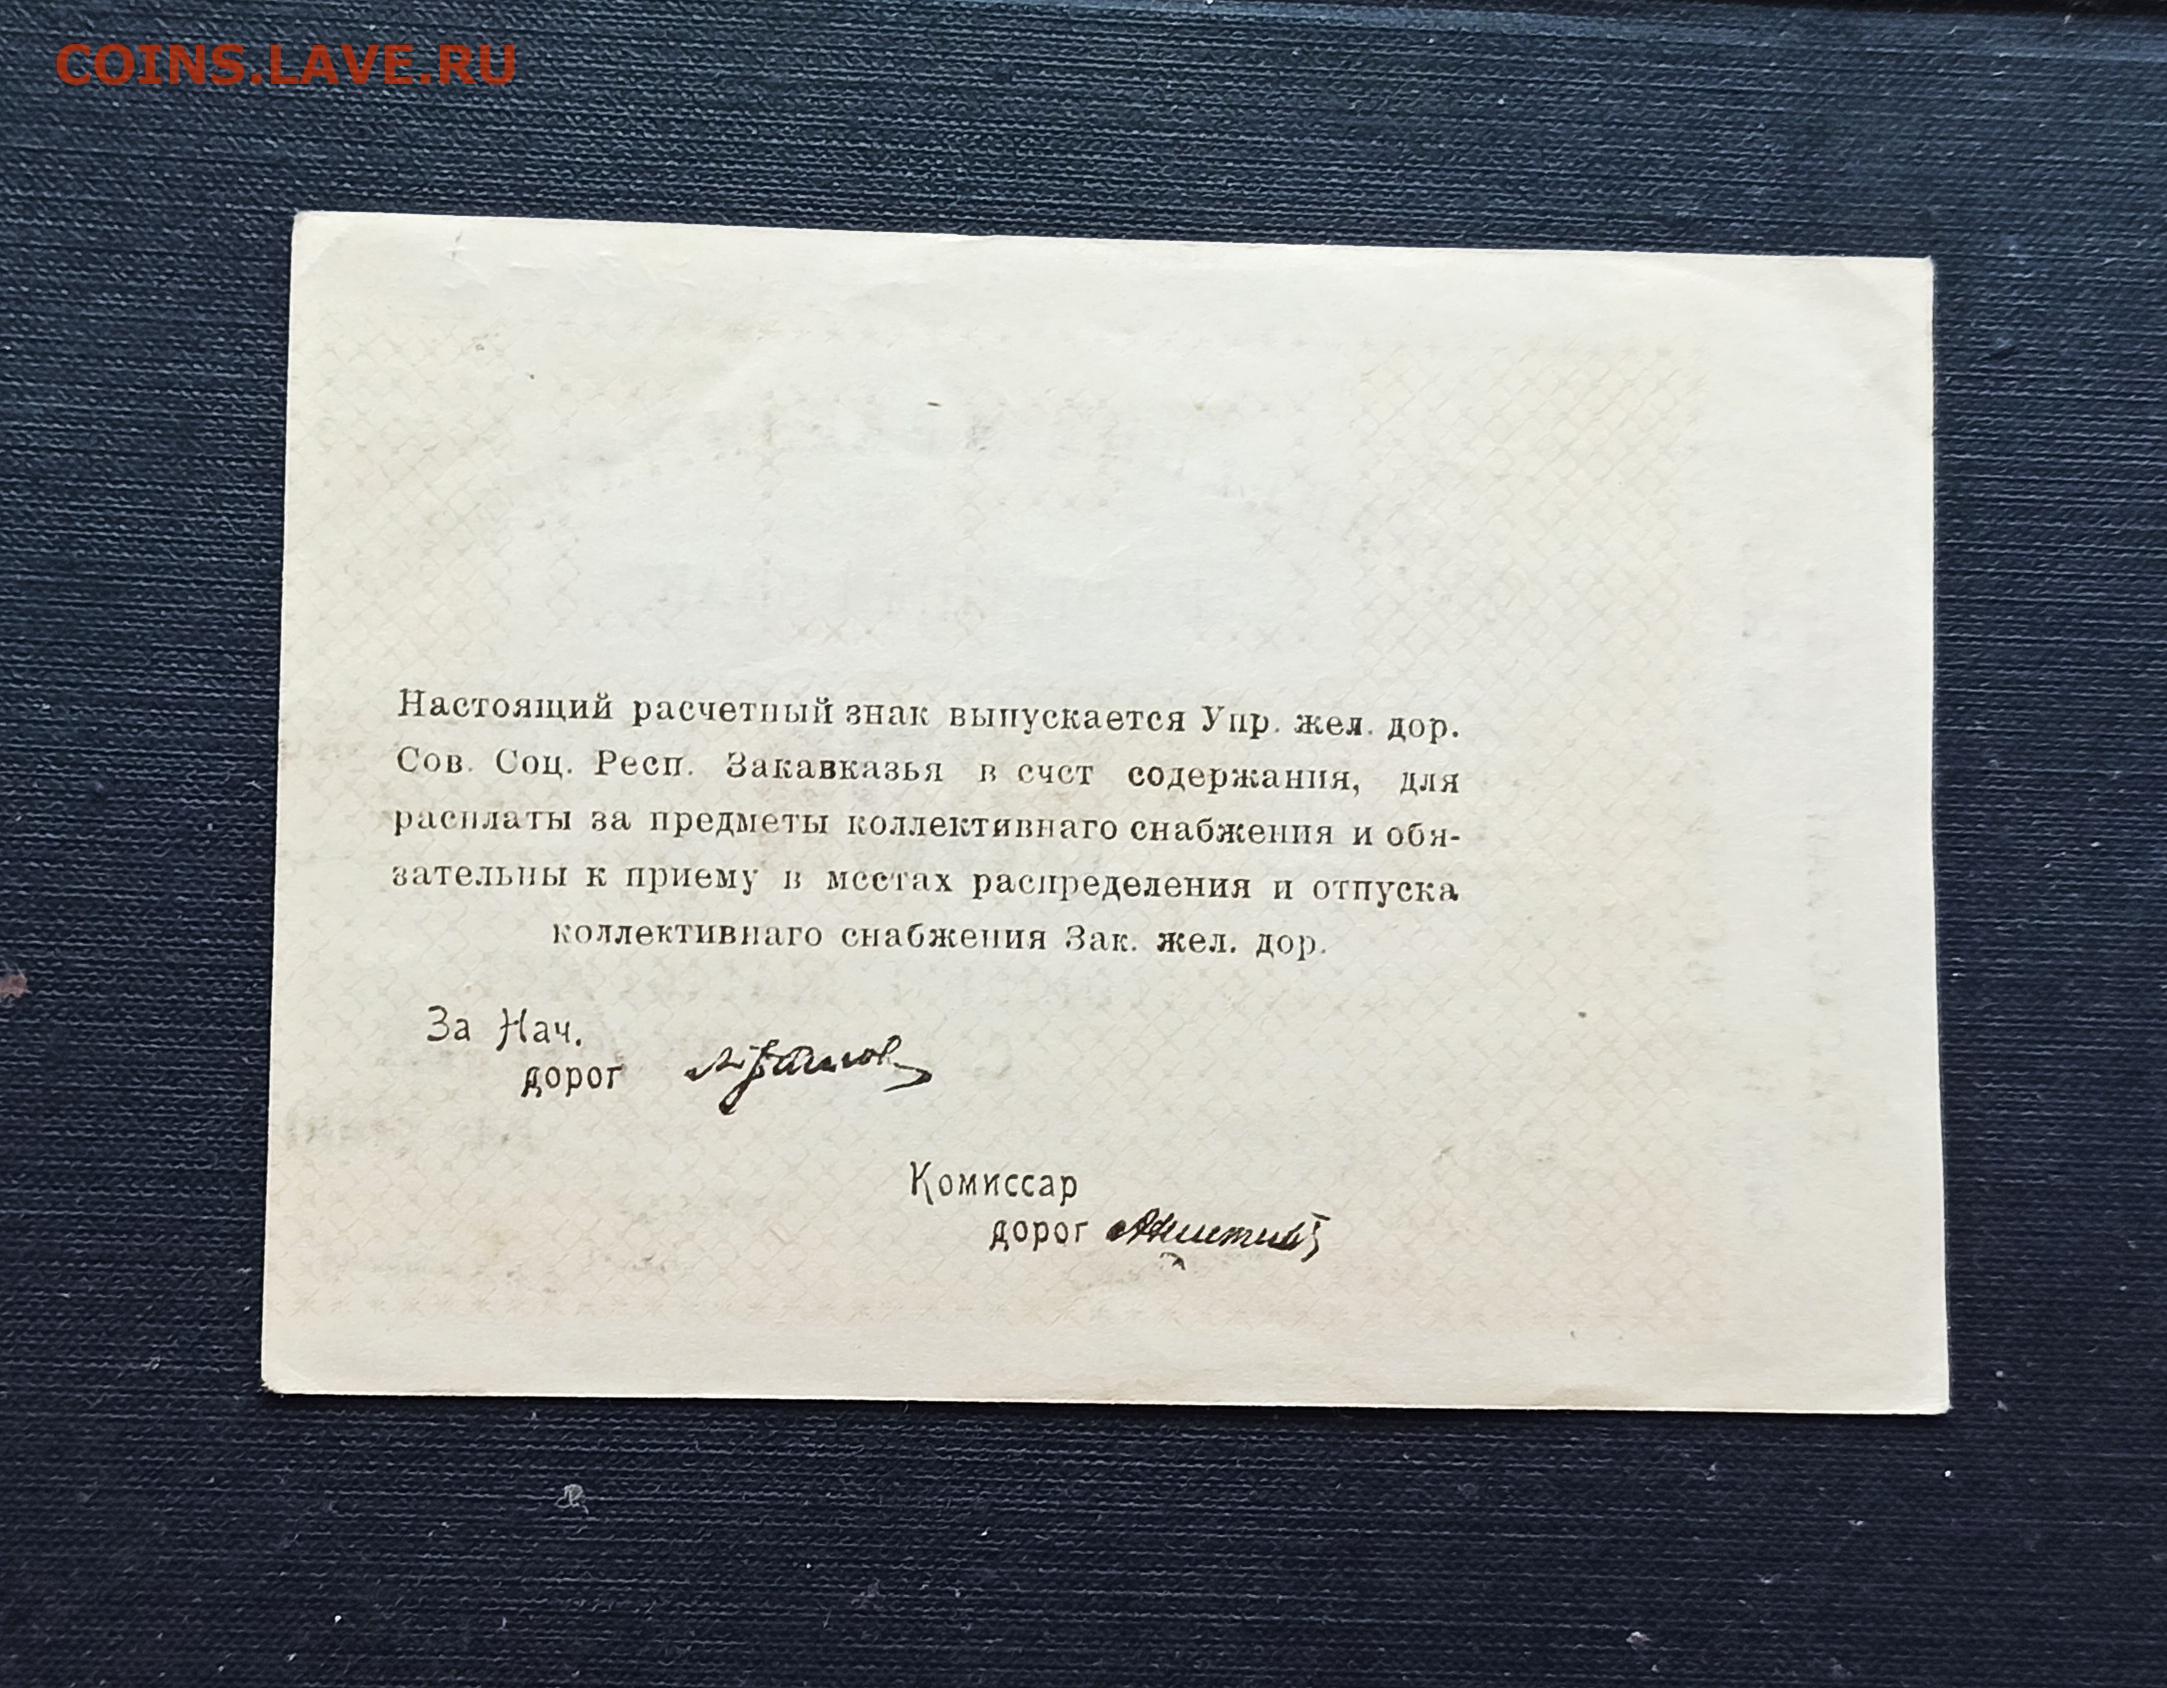 COINS.LAVE.RU
Настоящий расчетный знак выпускается Упр. жел. дор.
Сов. Соц. Респ. Закавказья в счет содержания, для
расплаты за предметы коллективнаго снабжения и обя-
зательны к приему в местах распределения и отпуска
коллективнаго снабжения Зак. жел. дор.
За Нач.
дорог
Комиссар
дорог